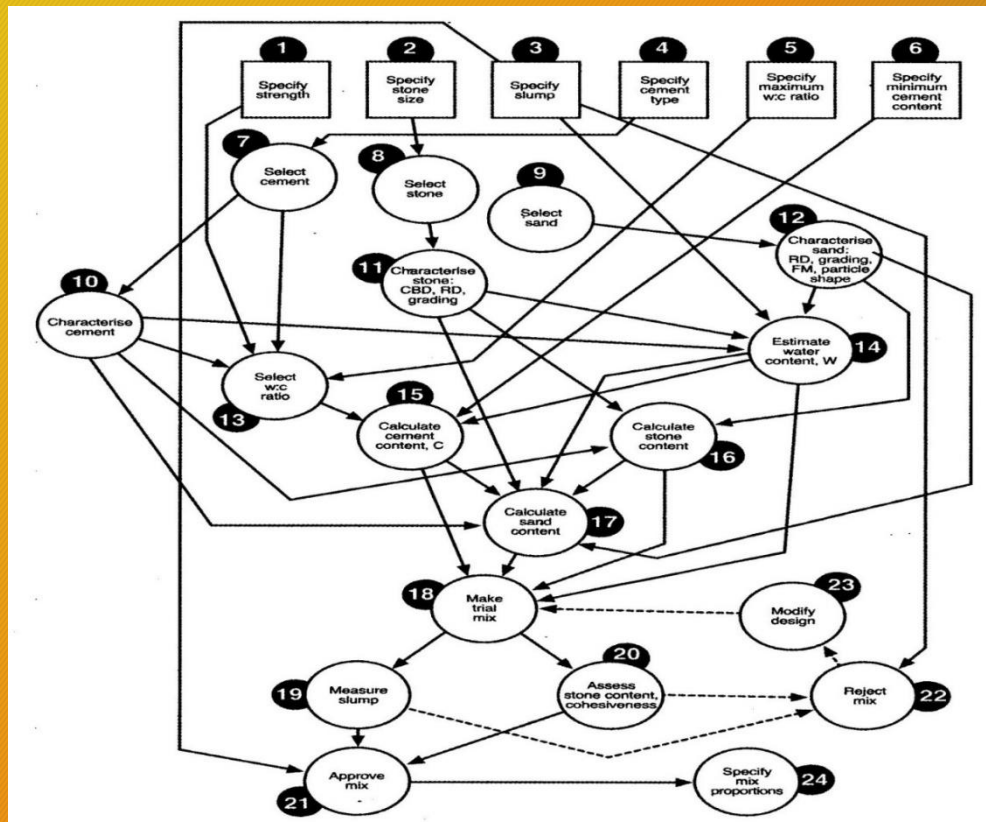 1
Specify
strength
2
Specify
stone
size
3
Specify
slump
4
Specify
cement
type
5
Specify
maximum
w:c ratio
6
Specify
minimum
cement
content
7
Select
cement
8
Select
stone
9
Select
sand
10
Characterise
cement
11
Characterise
stone:
CBD, RD,
grading
12
Characterise
sand:
RD, grading,
FM, particle
shape
13
Select
w:c
ratio
14
Estimate
water
content, W
15
Calculate
cement
content, C
16
Calculate
stone
content
17
Calculate
sand
content
18
Make
trial
mix
19
Measure
slump
20
Assess
stone content,
cohesiveness
21
Approve
mix
22
Reject
mix
23
Modify
design
24
Specify
mix
proportions